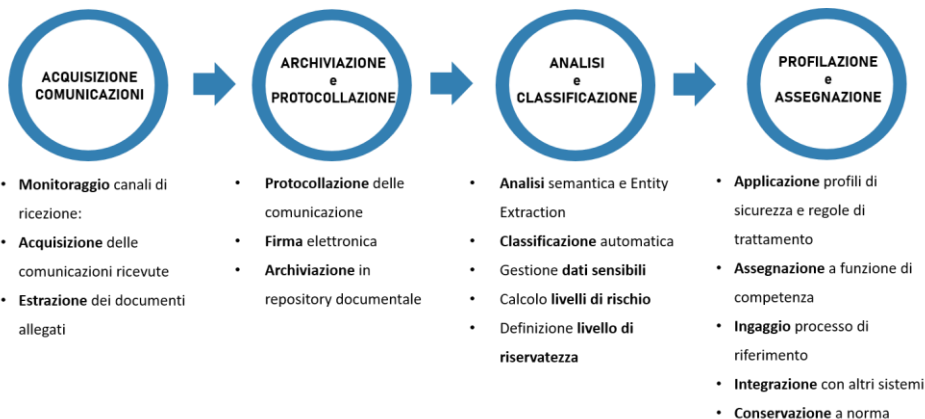 ACQUISIZIONE
COMUNICAZIONI
ARCHIVIAZIONE
e
PROTOCOLLAZIONE
ANALISI
e
CLASSIFICAZIONE
PROFILAZIONE
e
ASSEGNAZIONE
• Monitoraggio canali di
ricezione:
• Acquisizione delle
comunicazioni ricevute
• Estrazione dei documenti
allegati
• Protocollazione delle
comunicazione
• Firma elettronica
• Archiviazione in
repository documentale
• Analisi semantica e Entity
Extraction
• Classificazione automatica
• Gestione dati sensibili
• Calcolo livelli di rischio
• Definizione livello di
riservatezza
• Applicazione profili di
sicurezza e regole di
trattamento
• Assegnazione a funzione di
competenza
• Ingaggio processo di
riferimento
• Integrazione con altri sistemi
• Conservazione a norma